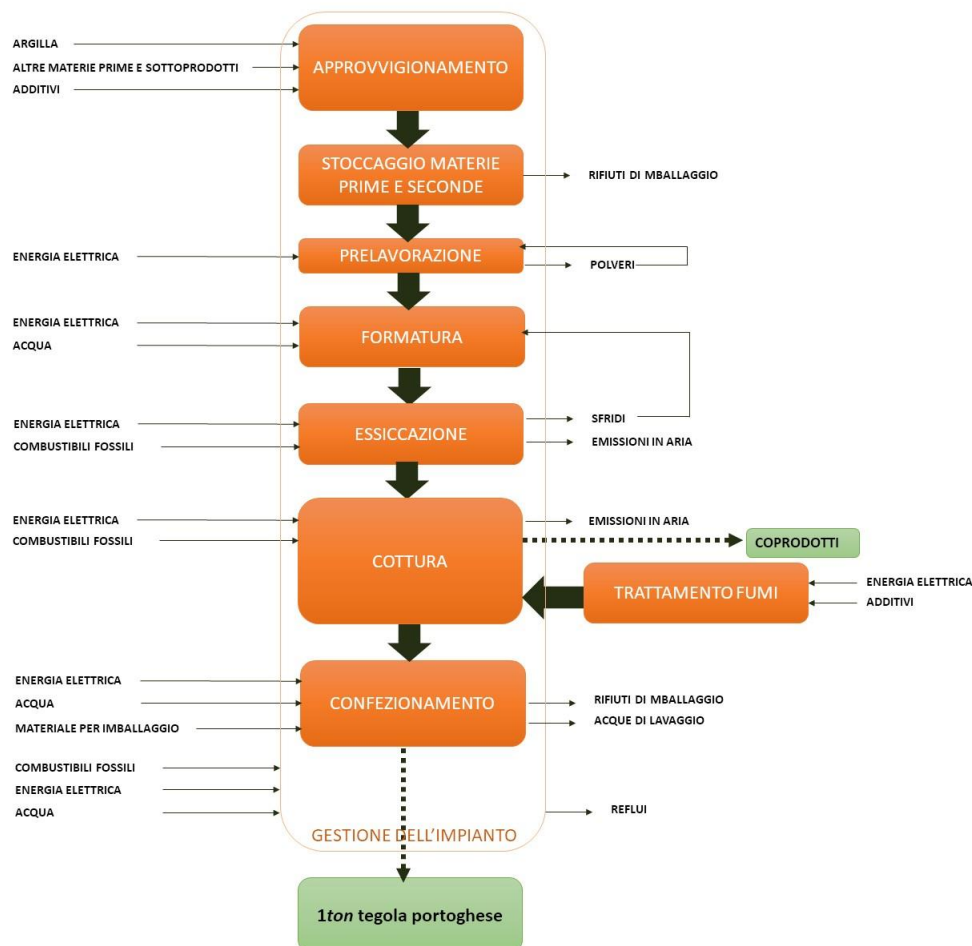 ARGILLA
ALTRE MATERIE PRIME E SOTTOPRODOTTI
ADDITIVI
APPROVVIGIONAMENTO
STOCCAGGIO MATERIE
PRIME E SECONDE
RIFIUTI DI MBALLAGGIO
ENERGIA ELETTRICA
PRELAVORAZIONE
POLVERI
ENERGIA ELETTRICA
ACQUA
FORMATURA
ENERGIA ELETTRICA
COMBUSTIBILI FOSSILI
ESSICCAZIONE
SFRIDI
EMISSIONI IN ARIA
ENERGIA ELETTRICA
COMBUSTIBILI FOSSILI
COTTURA
EMISSIONI IN ARIA
COPRODOTTI
TRATTAMENTO FUMI
ENERGIA ELETTRICA
ADDITIVI
ENERGIA ELETTRICA
ACQUA
MATERIALE PER IMBALLAGGIO
CONFEZIONAMENTO
RIFIUTI DI MBALLAGGIO
ACQUE DI LAVAGGIO
COMBUSTIBILI FOSSILI
ENERGIA ELETTRICA
ACQUA
REFLUI
GESTIONE DELL'IMPIANTO
1ton tegola portoghese